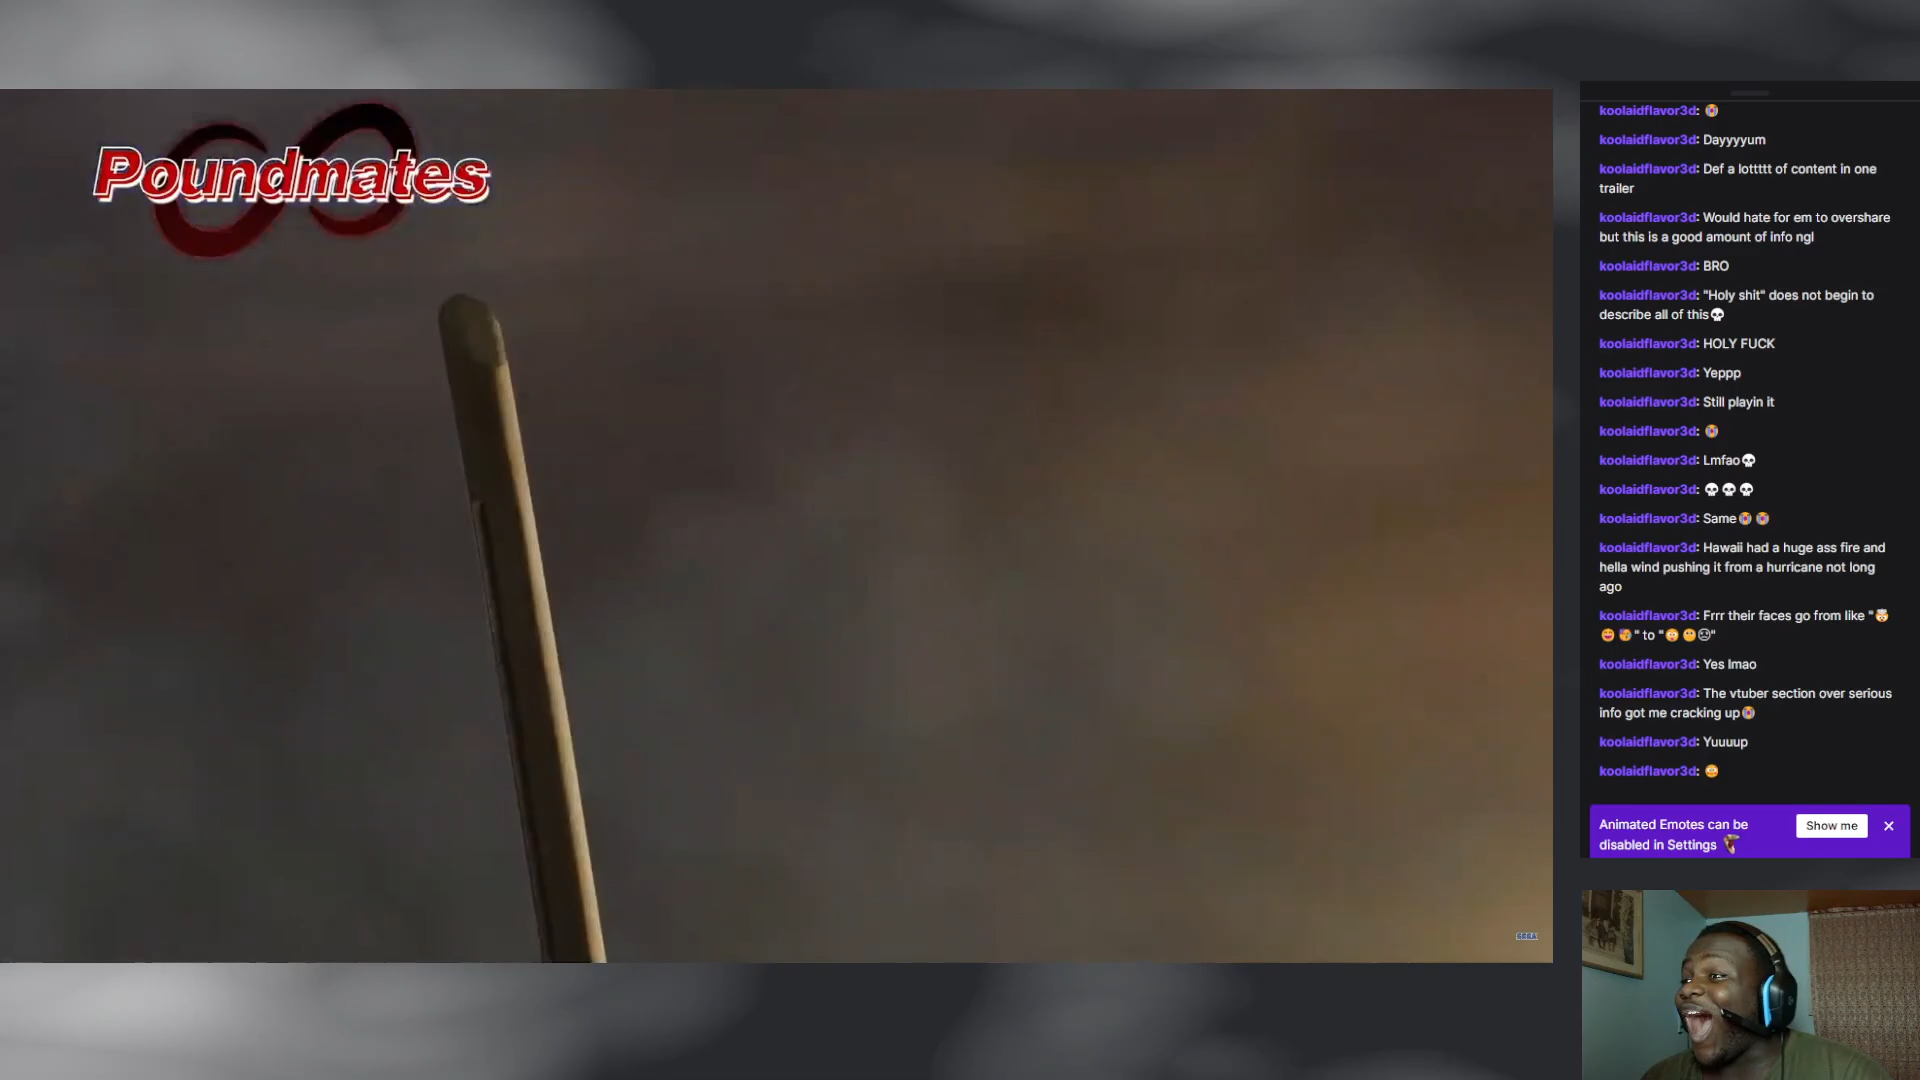 Poundmates
koolaidflavor3d: 😭
koolaidflavor3d: Dayyyyum
koolaidflavor3d: Def a lottttt of content in one
trailer
koolaidflavor3d: Would hate for em to overshare
but this is a good amount of info ngl
koolaidflavor3d: BRO
koolaidflavor3d: "Holy shit" does not begin to
describe all of this💀
koolaidflavor3d: HOLY FUCK
koolaidflavor3d: Yeppp
koolaidflavor3d: Still playin it
koolaidflavor3d: 😭
koolaidflavor3d: Lmfao💀
koolaidflavor3d: 💀💀💀
koolaidflavor3d: Same😭😭
koolaidflavor3d: Hawaii had a huge ass fire and
hella wind pushing it from a hurricane not long
ago
koolaidflavor3d: Frrr their faces go from like "🤯
😄🥳" to "😳😶😧"
koolaidflavor3d: Yes lmao
koolaidflavor3d: The vtuber section over serious
info got me cracking up😭
koolaidflavor3d: Yuuuup
koolaidflavor3d: 😳
Animated Emotes can be
disabled in Settings
Show me
SEGA